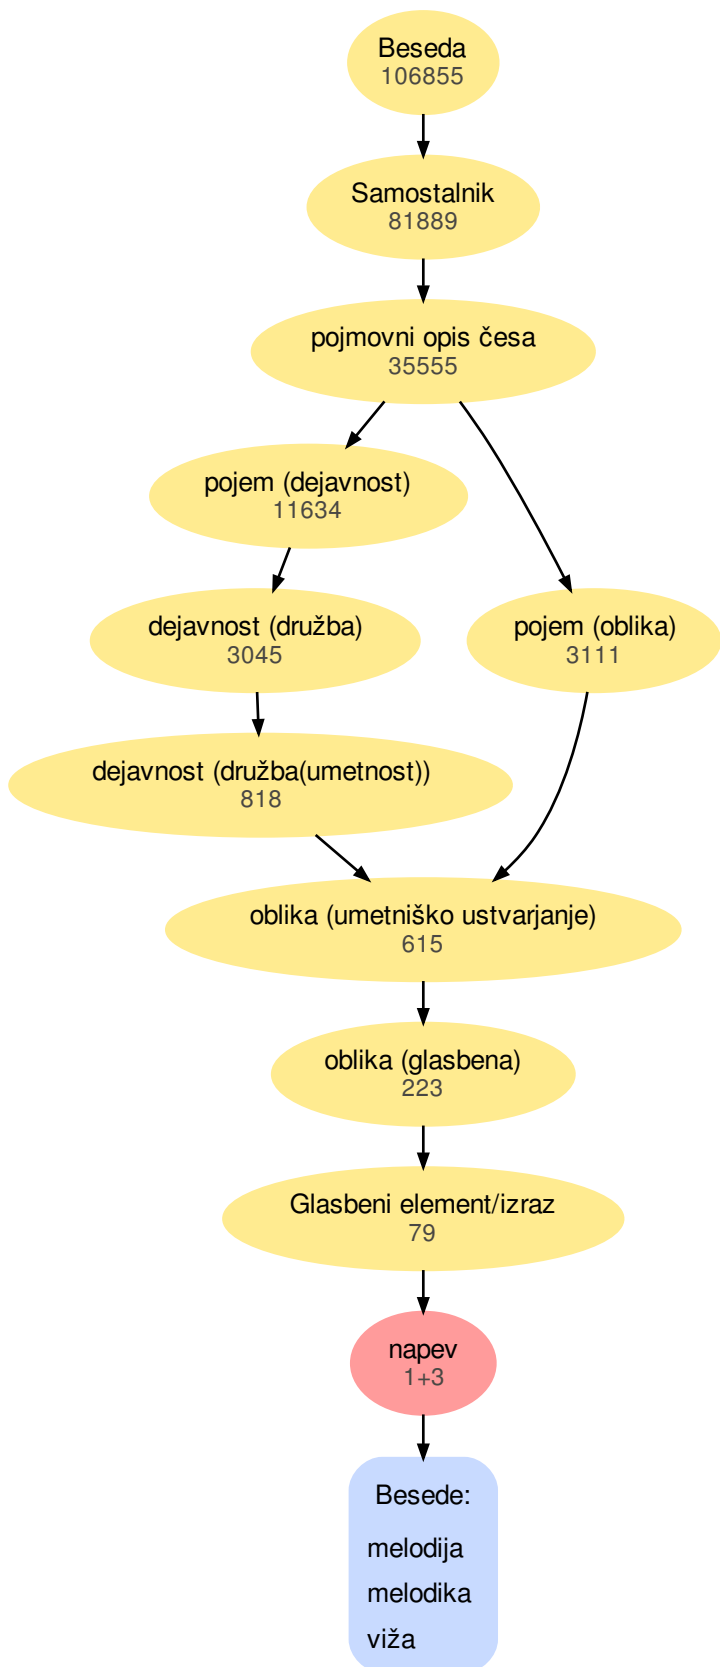 Beseda
106855
Samostalnik
81889
pojmovni opis česa
35555
pojem (dejavnost)
11634
dejavnost (družba)
3045
pojem (oblika)
3111
dejavnost (družba(umetnost))
818
oblika (umetniško ustvarjanje)
615
oblika (glasbena)
223
Glasbeni element/izraz
79
napev
1+3
Besede:
melodija
melodika
viža